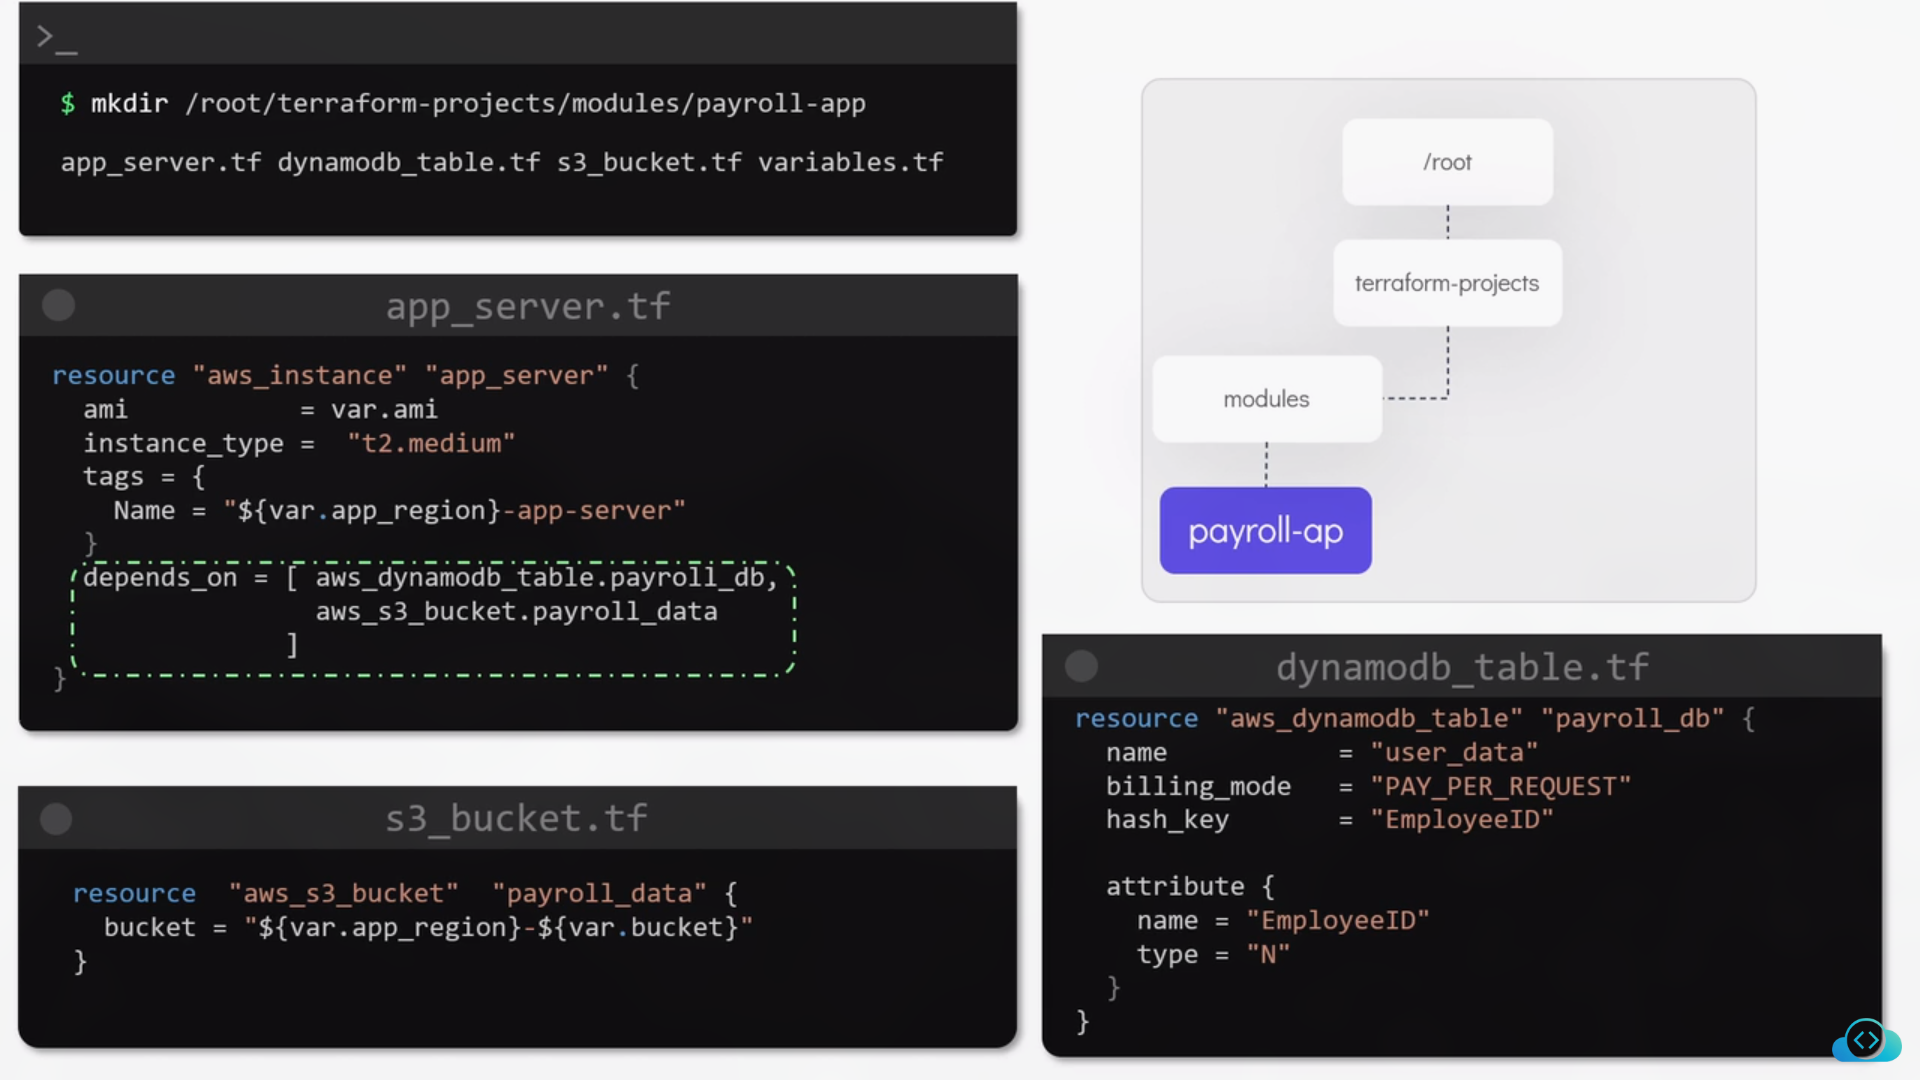 >_
$ mkdir /root/terraform-projects/modules/payroll-app
app_server.tf dynamodb_table.tf s3_bucket.tf variables.tf
app_server.tf
resource "aws_instance" "app_server" {
  ami           = var.ami
  instance_type =  "t2.medium"
  tags = {
    Name = "${var.app_region}-app-server"
  }
  depends_on = [ aws_dynamodb_table.payroll_db,
                 aws_s3_bucket.payroll_data
               ]
}
s3_bucket.tf
resource  "aws_s3_bucket"  "payroll_data" {
  bucket = "${var.app_region}-${var.bucket}"
}
/root
terraform-projects
modules
payroll-ap
dynamodb_table.tf
resource "aws_dynamodb_table" "payroll_db" {
  name           = "user_data"
  billing_mode   = "PAY_PER_REQUEST"
  hash_key       = "EmployeeID"
  attribute {
    name = "EmployeeID"
    type = "N"
  }
}